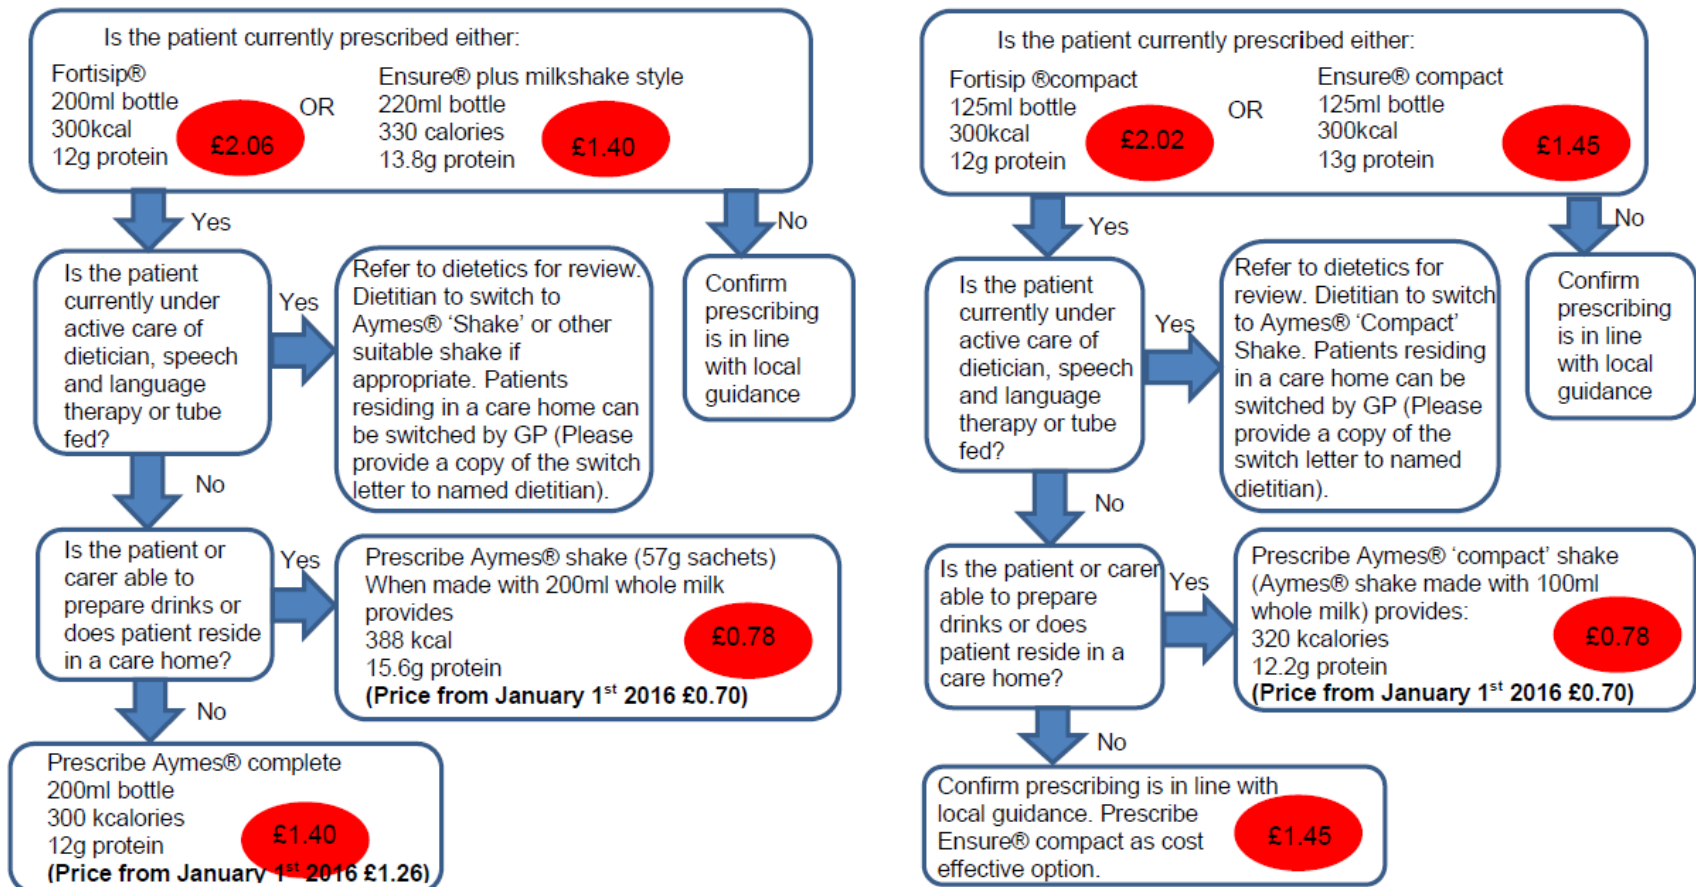 Is the patient currently prescribed either:
Fortisip®
200ml bottle
300kcal
12g protein
£2.06
OR
Ensure® plus milkshake style
220ml bottle
330 calories
13.8g protein
£1.40
Yes
No
Is the patient
currently under
active care of
dietician, speech
and language
therapy or tube
fed?
Yes
Refer to dietetics for review.
Dietitian to switch to
Aymes® ‘Shake’ or other
suitable shake if
appropriate. Patients
residing in a care home can
be switched by GP (Please
provide a copy of the switch
letter to named dietitian).
Confirm
prescribing
is in line
with local
guidance
No
Is the patient or
carer able to
prepare drinks or
does patient reside
in a care home?
Yes
Prescribe Aymes® shake (57g sachets)
When made with 200ml whole milk
provides
388 kcal
15.6g protein
£0.78
(Price from January 1st 2016 £0.70)
No
Prescribe Aymes® complete
200ml bottle
300 kcalories
12g protein
£1.40
(Price from January 1st 2016 £1.26)
Is the patient currently prescribed either:
Fortisip ®compact
125ml bottle
300kcal
12g protein
£2.02
OR
Ensure® compact
125ml bottle
300kcal
13g protein
£1.45
Yes
No
Is the patient
currently under
active care of
dietician, speech
and language
therapy or tube
fed?
Yes
Refer to dietetics for
review. Dietitian to switch
to Aymes® ‘Compact’
Shake. Patients residing
in a care home can be
switched by GP (Please
provide a copy of the
switch letter to named
dietitian).
Confirm
prescribing
is in line
with local
guidance
No
Is the patient or carer
able to prepare
drinks or does
patient reside in a
care home?
Yes
Prescribe Aymes® ‘compact’ shake
(Aymes® shake made with 100ml
whole milk) provides:
320 kcalories
12.2g protein
£0.78
(Price from January 1st 2016 £0.70)
No
Confirm prescribing is in line with
local guidance. Prescribe
Ensure® compact as cost
effective option.
£1.45